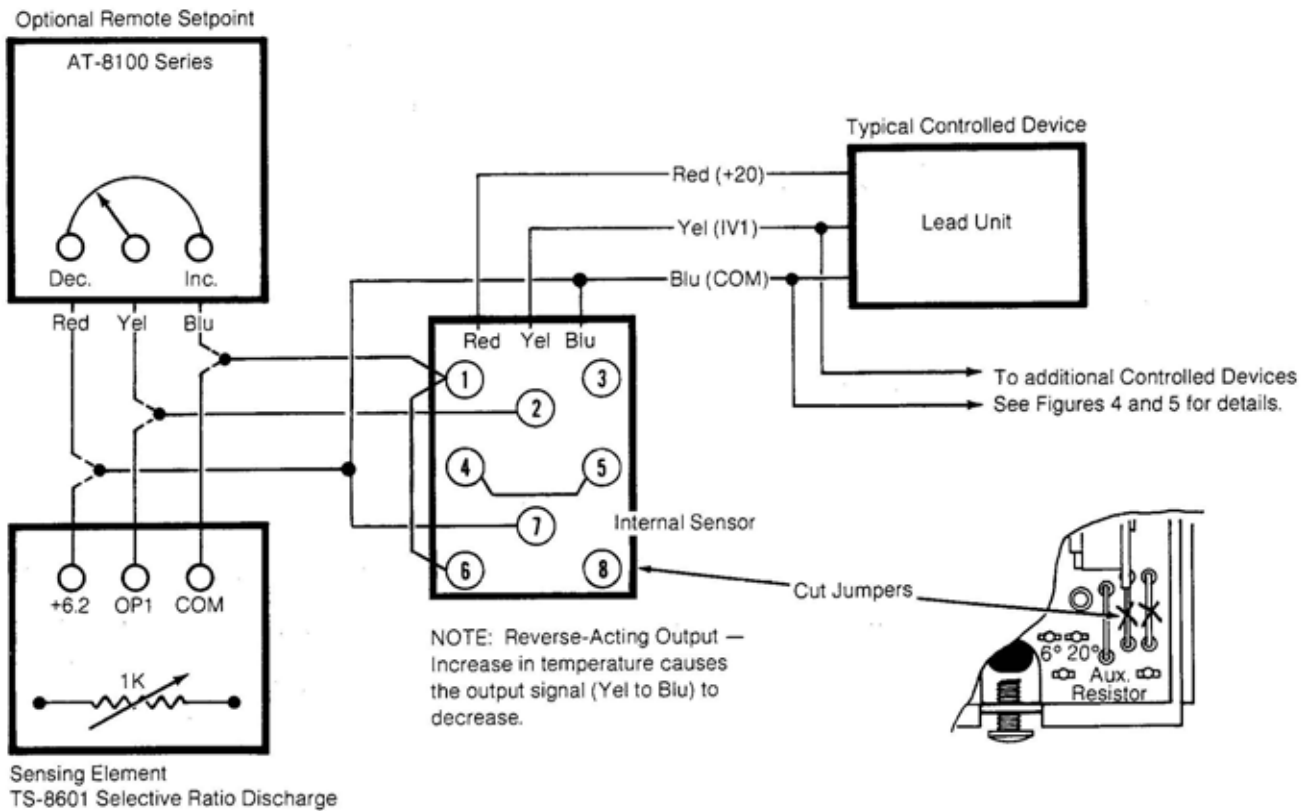 Optional Remote Setpoint
AT-8100 Series
Dec.
Inc.
Red Yel Blu
Typical Controlled Device
Red (+20)
Yel (IV1)
Blu (COM)
Lead Unit
To additional Controlled Devices
See Figures 4 and 5 for details.
Red Yel Blu
1
3
2
4
5
7
6
8
Internal Sensor
Cut Jumpers
+6.2 OP1 COM
1K
Sensing Element
TS-8601 Selective Ratio Discharge
NOTE: Reverse-Acting Output —
Increase in temperature causes
the output signal (Yel to Blu) to
decrease.
6° 20°
Aux.
Resistor